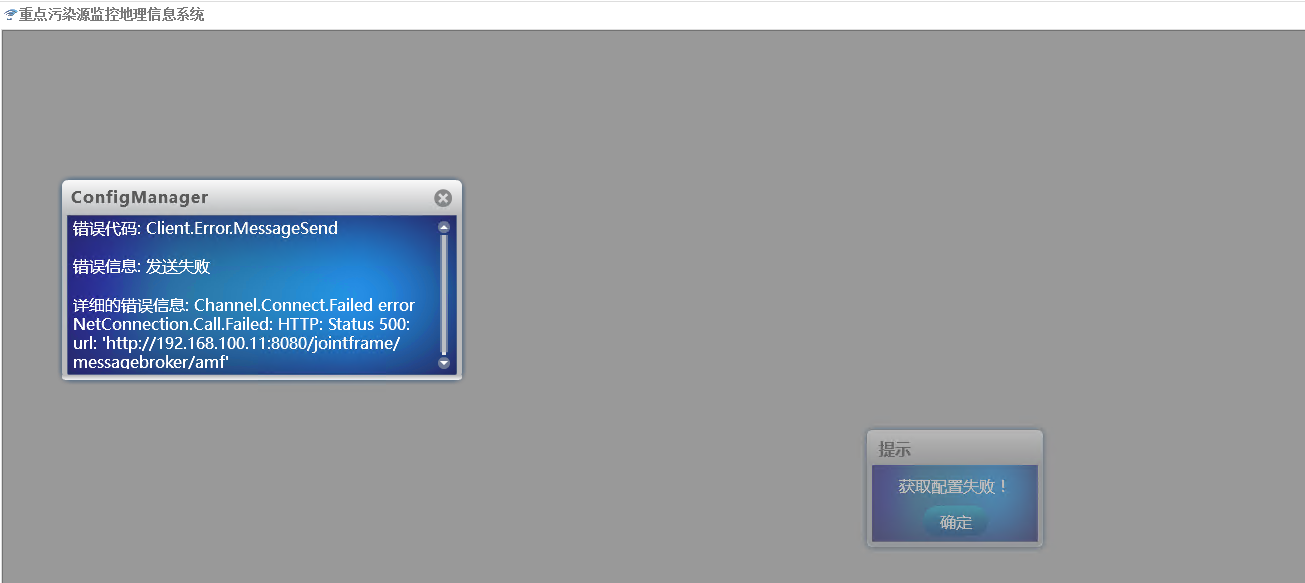 重点污染源监控地理信息系统
ConfigManager
错误代码: Client.Error.MessageSend
错误信息: 发送失败
详细的错误信息: Channel.Connect.Failed error
NetConnection.Call.Failed: HTTP: Status 500:
url: 'http://192.168.100.11:8080/jointframe/
messagebroker/amf'
提示
获取配置失败！
确定